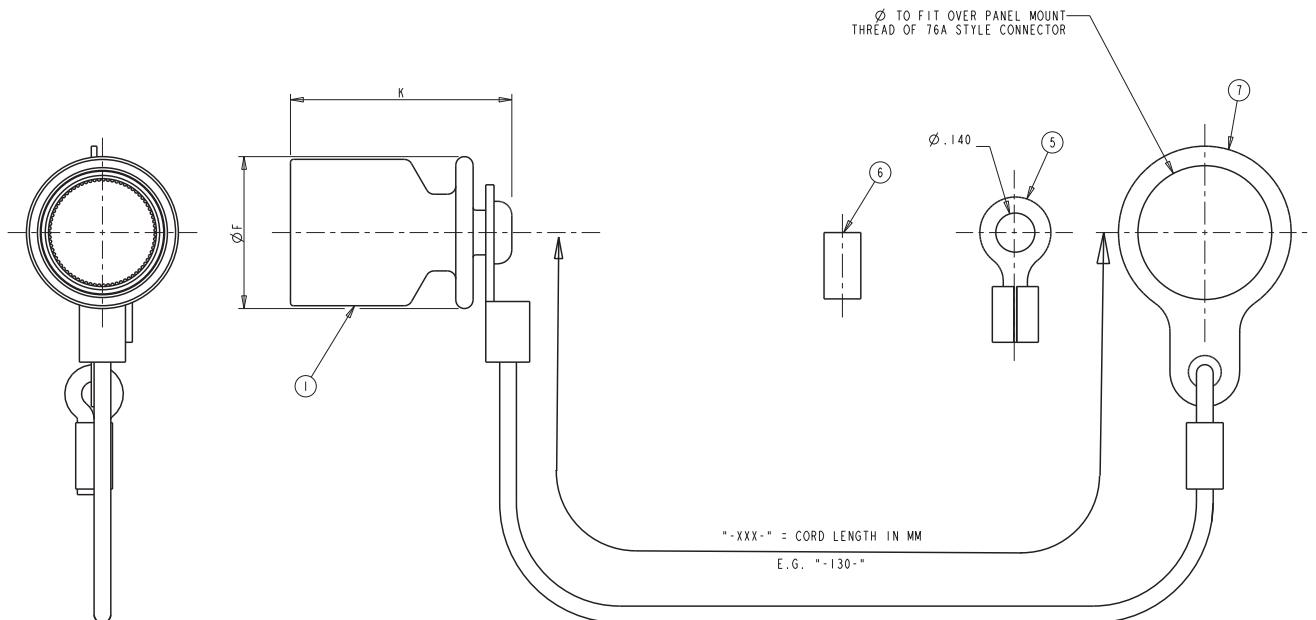 Ø TO FIT OVER PANEL MOUNT
THREAD OF 76A STYLE CONNECTOR
K
7
Ø.140
5
6
ØF
1
"-XXX-" = CORD LENGTH IN MM
E.G. "-130-"